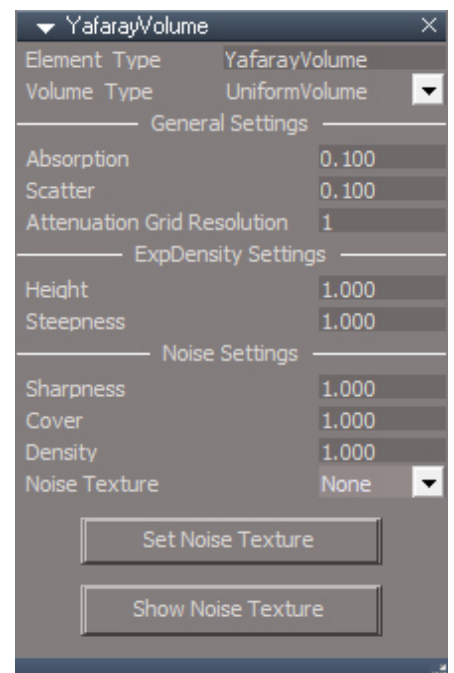 YafarayVolume
Element Type YafarayVolume
Volume Type UniformVolume
General Settings
Absorption 0.100
Scatter 0.100
Attenuation Grid Resolution 1
ExpDensity Settings
Height 1.000
Steepness 1.000
Noise Settings
Sharpness 1.000
Cover 1.000
Density 1.000
Noise Texture None
Set Noise Texture
Show Noise Texture